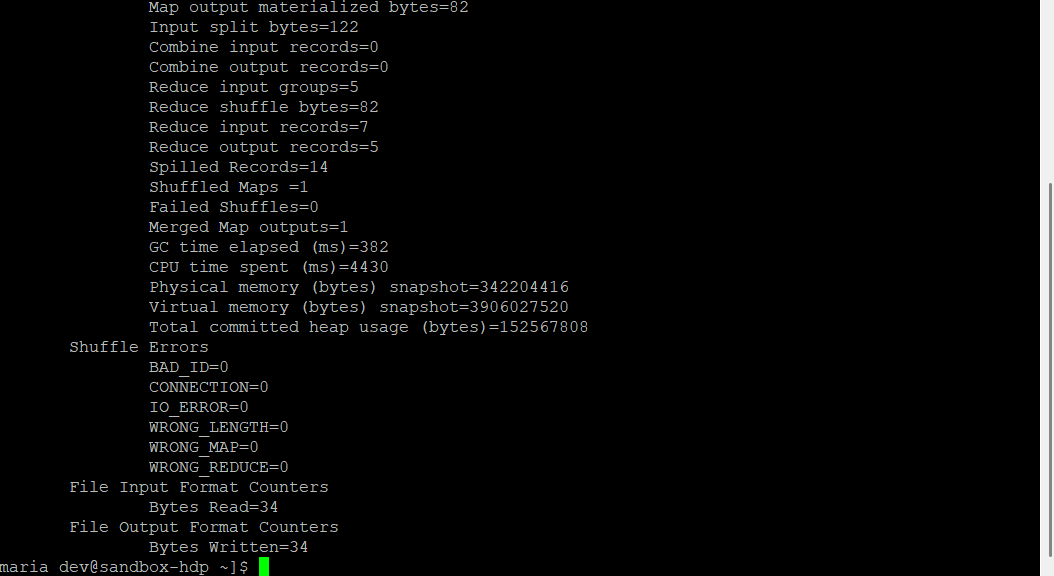 Map output materialized bytes=82
Input split bytes=122
Combine input records=0
Combine output records=0
Reduce input groups=5
Reduce shuffle bytes=82
Reduce input records=7
Reduce output records=5
Spilled Records=14
Shuffled Maps =1
Failed Shuffles=0
Merged Map outputs=1
GC time elapsed (ms)=382
CPU time spent (ms)=4430
Physical memory (bytes) snapshot=342204416
Virtual memory (bytes) snapshot=3906027520
Total committed heap usage (bytes)=152567808
Shuffle Errors
BAD_ID=0
CONNECTION=0
IO_ERROR=0
WRONG_LENGTH=0
WRONG_MAP=0
WRONG_REDUCE=0
File Input Format Counters
Bytes Read=34
File Output Format Counters
Bytes Written=34
maria dev@sandbox-hdp ~]$